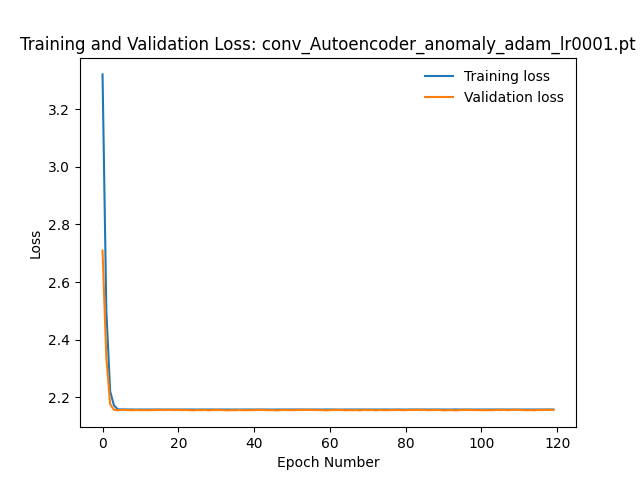 Training and Validation Loss: conv_Autoencoder_anomaly_adam_lr0001.pt
Training loss
Validation loss
3.2
3.0
2.8
2.6
2.4
2.2
Loss
0 20 40 60 80 100 120
Epoch Number